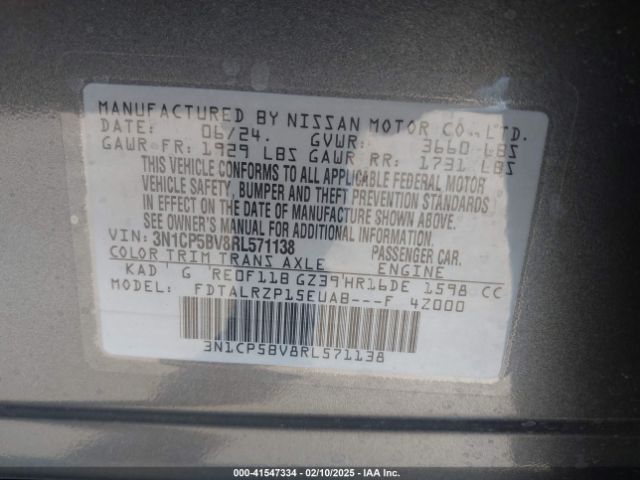 MANUFACTURED BY NISSAN MOTOR CO., LTD.
DATE: 06/24. GVWR: 3660 LBS
GAWR FR: 1929 LBS GAWR RR: 1731 LBS
THIS VEHICLE CONFORMS TO ALL APPLICABLE FEDERAL MOTOR
VEHICLE SAFETY, BUMPER AND THEFT PREVENTION STANDARDS
IN EFFECT ON THE DATE OF MANUFACTURE SHOWN ABOVE.
SEE OWNER'S MANUAL FOR ADDITIONAL INFORMATION.
VIN: 3N1CP5BV8RL571138 PASSENGER CAR.
COLOR TRIM TRANS AXLE ENGINE
KAD G RE0F11B GZ39 HR16DE 1598 CC
MODEL: FDTALRZP15EUAB---F 42000
3N1CP5BV8RL571138
000-41547334 — 02/10/2025 — IAA Inc.